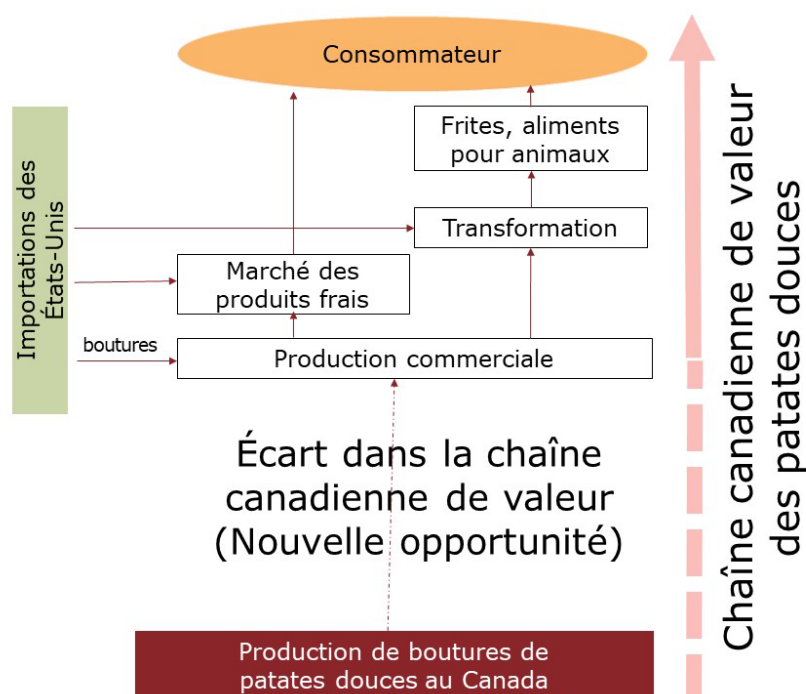 Consommateur
Frites, aliments
pour animaux
Importations des
États-Unis
Transformation
Marché des
produits frais
boutures
Production commerciale
Écart dans la chaîne
canadienne de valeur
(Nouvelle opportunité)
Production de boutures de
patates douces au Canada
Chaîne canadienne de valeur
des patates douces